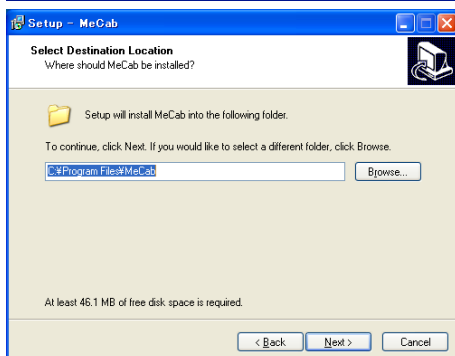 Setup - MeCab
Select Destination Location
Where should MeCab be installed?
Setup will install MeCab into the following folder.
To continue, click Next. If you would like to select a different folder, click Browse.
C:¥Program Files¥MeCab
Browse...
At least 46.1 MB of free disk space is required.
< Back
Next >
Cancel